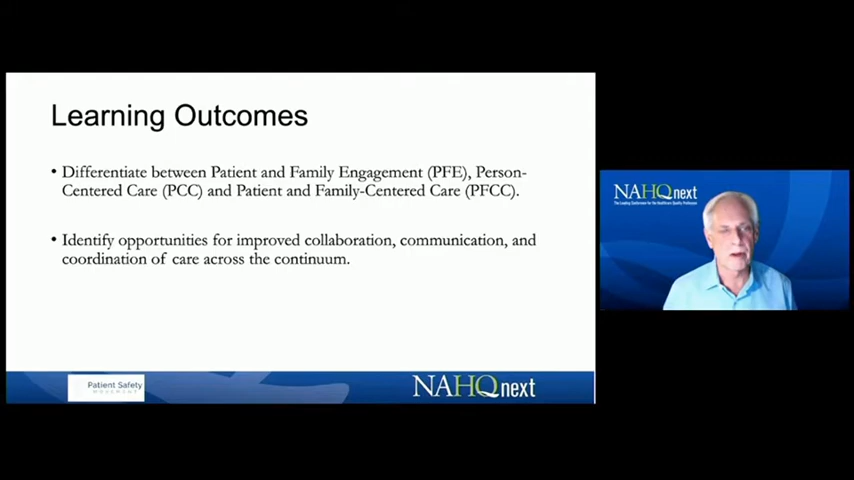 Learning Outcomes
• Differentiate between Patient and Family Engagement (PFE), Person-
Centered Care (PCC) and Patient and Family-Centered Care (PFCC).
• Identify opportunities for improved collaboration, communication, and
coordination of care across the continuum.
Patient Safety
MOVEMENT
NAHQnext
NAHQnext
The Leading Conference for the Healthcare Quality Profession